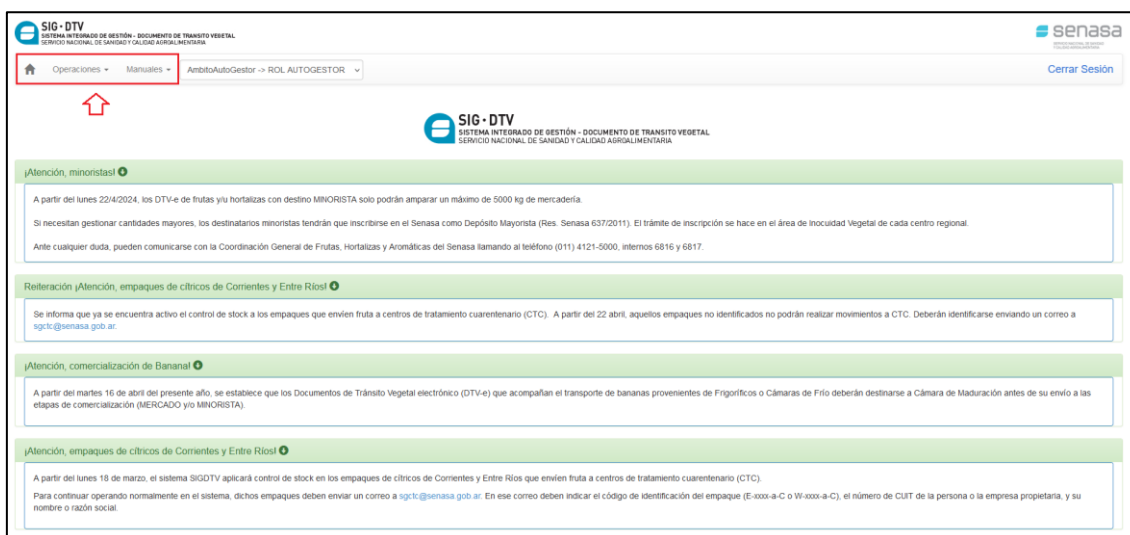 SIG · DTV
SISTEMA INTEGRADO DE GESTIÓN - DOCUMENTO DE TRANSITO VEGETAL
SERVICIO NACIONAL DE SANIDAD Y CALIDAD AGROALIMENTARIA
senasa
Operaciones
Manuales
AmbitoAutoGestor -> ROL AUTOGESTOR
Cerrar Sesión
SIG · DTV
SISTEMA INTEGRADO DE GESTIÓN - DOCUMENTO DE TRANSITO VEGETAL
SERVICIO NACIONAL DE SANIDAD Y CALIDAD AGROALIMENTARIA
¡Atención, minoristas!
A partir del lunes 22/4/2024, los DTV-e de frutas y/u hortalizas con destino MINORISTA solo podrán amparar un máximo de 5000 kg de mercadería.
Si necesitan gestionar cantidades mayores, los destinatarios minoristas tendrán que inscribirse en el Senasa como Depósito Mayorista (Res. Senasa 637/2011). El trámite de inscripción se hace en el área de Inocuidad Vegetal de cada centro regional.
Ante cualquier duda, pueden comunicarse con la Coordinación General de Frutas, Hortalizas y Aromáticas del Senasa llamando al teléfono (011) 4121-5000, internos 6816 y 6817.
Reiteración ¡Atención, empaques de cítricos de Corrientes y Entre Ríos!
Se informa que ya se encuentra activo el control de stock a los empaques que envíen fruta a centros de tratamiento cuarentenario (CTC). A partir del 22 abril, aquellos empaques no identificados no podrán realizar movimientos a CTC. Deberán identificarse enviando un correo a
sgctc@senasa.gob.ar.
¡Atención, comercialización de Banana!
A partir del martes 16 de abril del presente año, se establece que los Documentos de Tránsito Vegetal electrónico (DTV-e) que acompañan el transporte de bananas provenientes de Frigoríficos o Cámaras de Frío deberán destinarse a Cámara de Maduración antes de su envío a las
etapas de comercialización (MERCADO y/o MINORISTA).
¡Atención, empaques de cítricos de Corrientes y Entre Ríos!
A partir del lunes 18 de marzo, el sistema SIGDTV aplicará control de stock en los empaques de cítricos de Corrientes y Entre Ríos que envíen fruta a centros de tratamiento cuarentenario (CTC).
Para continuar operando normalmente en el sistema, dichos empaques deben enviar un correo a sgctc@senasa.gob.ar. En ese correo deben indicar el código de identificación del empaque (E-xxxx-a-C o W-xxxx-a-C), el número de CUIT de la persona o la empresa propietaria, y su
nombre o razón social.